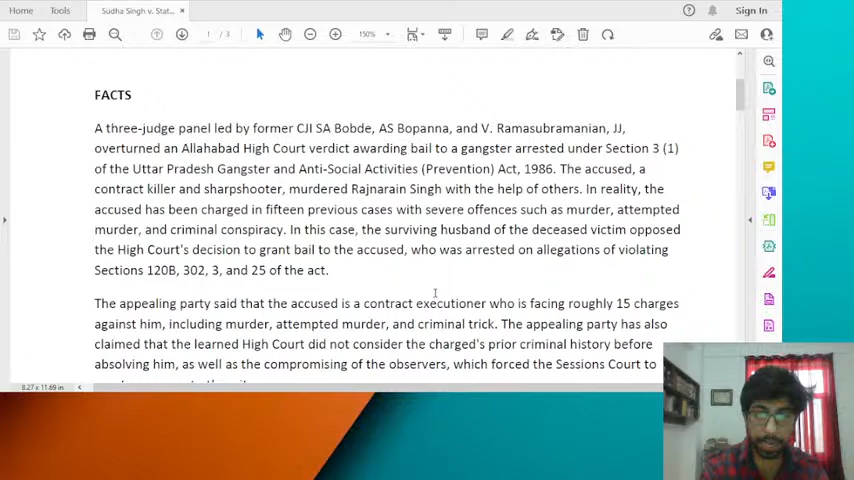 Home Tools Sudha Singh v. Stat... × Sign In
1 / 3 150%
FACTS
A three-judge panel led by former CJI SA Bobde, AS Bopanna, and V. Ramasubramanian, JJ,
overturned an Allahabad High Court verdict awarding bail to a gangster arrested under Section 3 (1)
of the Uttar Pradesh Gangster and Anti-Social Activities (Prevention) Act, 1986. The accused, a
contract killer and sharpshooter, murdered Rajnarain Singh with the help of others. In reality, the
accused has been charged in fifteen previous cases with severe offences such as murder, attempted
murder, and criminal conspiracy. In this case, the surviving husband of the deceased victim opposed
the High Court's decision to grant bail to the accused, who was arrested on allegations of violating
Sections 120B, 302, 3, and 25 of the act.
The appealing party said that the accused is a contract executioner who is facing roughly 15 charges
against him, including murder, attempted murder, and criminal trick. The appealing party has also
claimed that the learned High Court did not consider the charged's prior criminal history before
absolving him, as well as the compromising of the observers, which forced the Sessions Court to
8.27 x 11.69 in